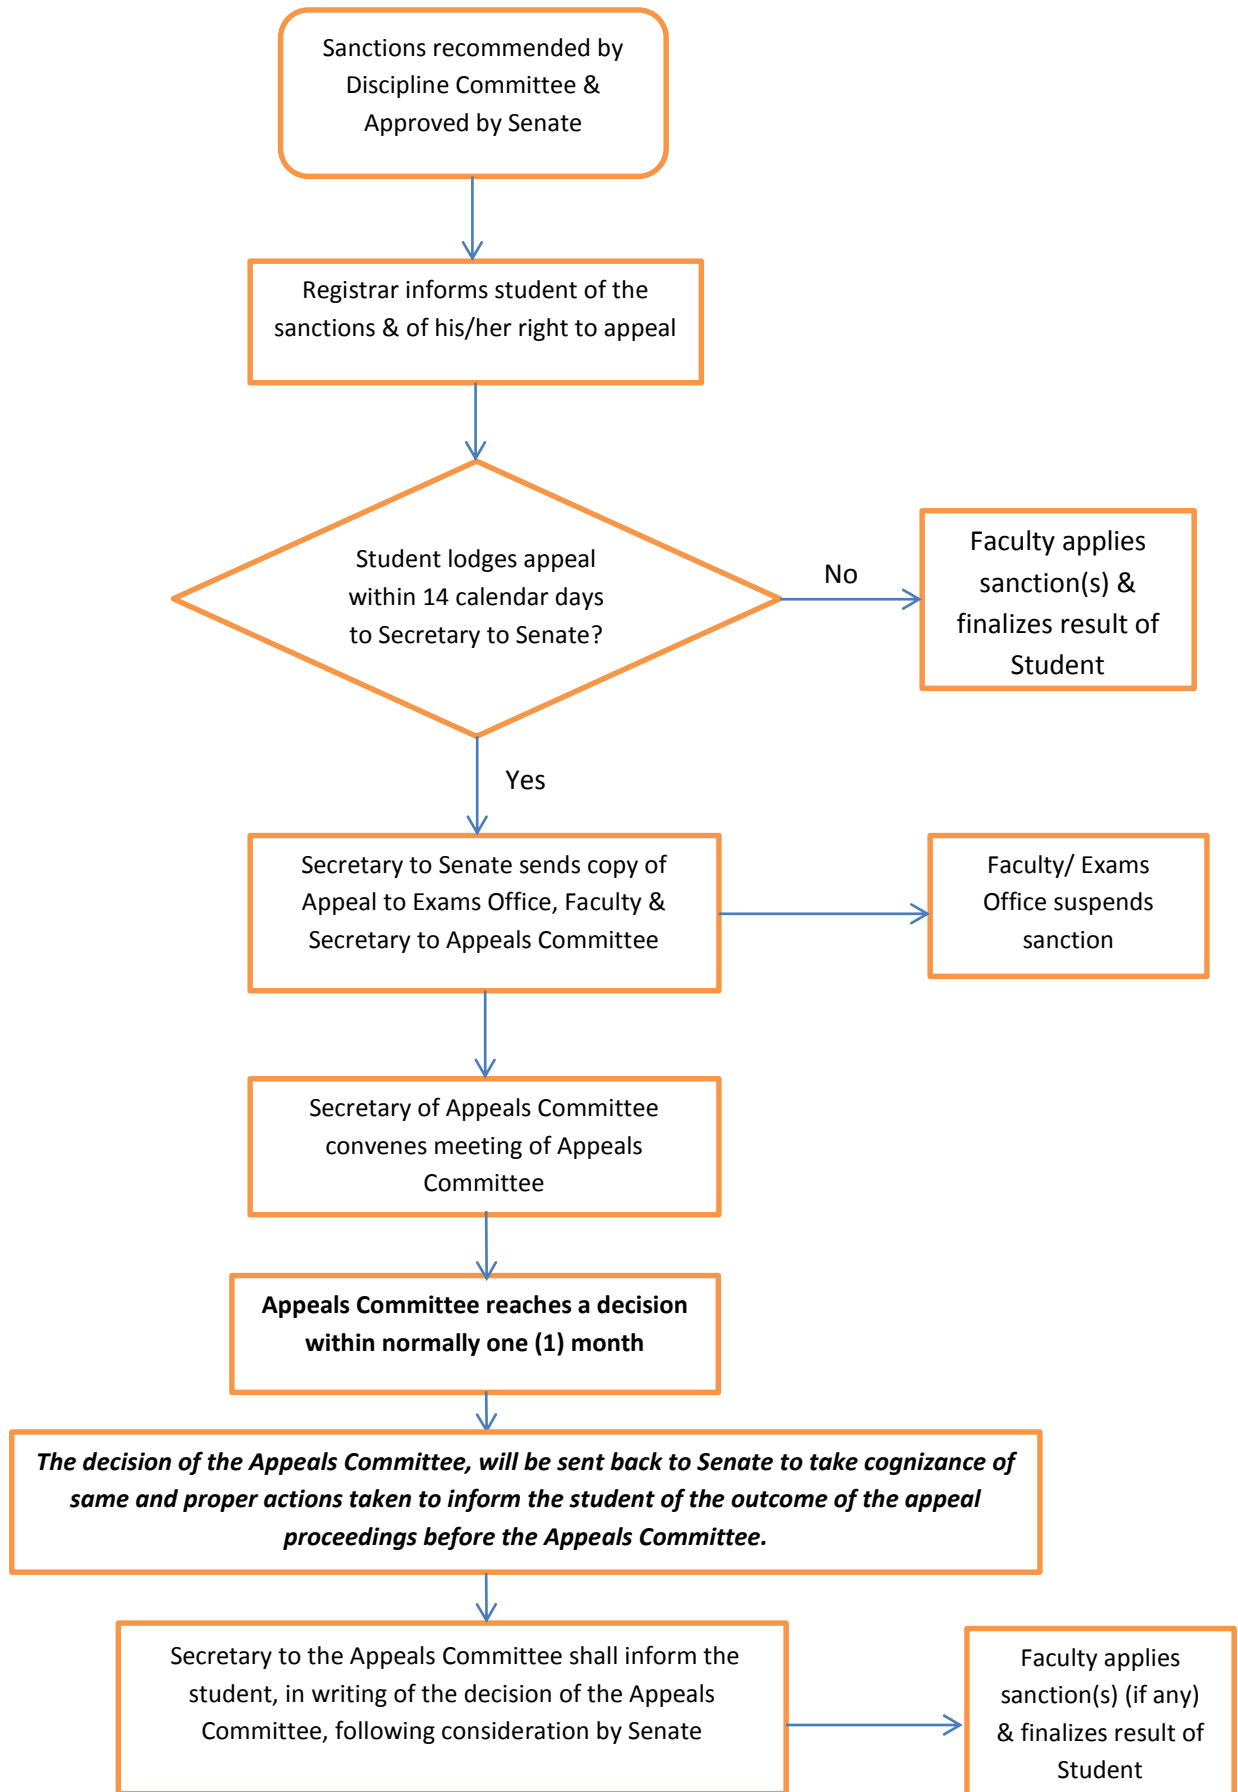 Sanctions recommended by
Discipline Committee &
Approved by Senate
Registrar informs student of the
sanctions & of his/her right to appeal
Student lodges appeal
within 14 calendar days
to Secretary to Senate?
No
Faculty applies
sanction(s) &
finalizes result of
Student
Yes
Secretary to Senate sends copy of
Appeal to Exams Office, Faculty &
Secretary to Appeals Committee
Faculty/ Exams
Office suspends
sanction
Secretary of Appeals Committee
convenes meeting of Appeals
Committee
Appeals Committee reaches a decision
within normally one (1) month
The decision of the Appeals Committee, will be sent back to Senate to take cognizance of
same and proper actions taken to inform the student of the outcome of the appeal
proceedings before the Appeals Committee.
Secretary to the Appeals Committee shall inform the
student, in writing of the decision of the Appeals
Committee, following consideration by Senate
Faculty applies
sanction(s) (if any)
& finalizes result of
Student